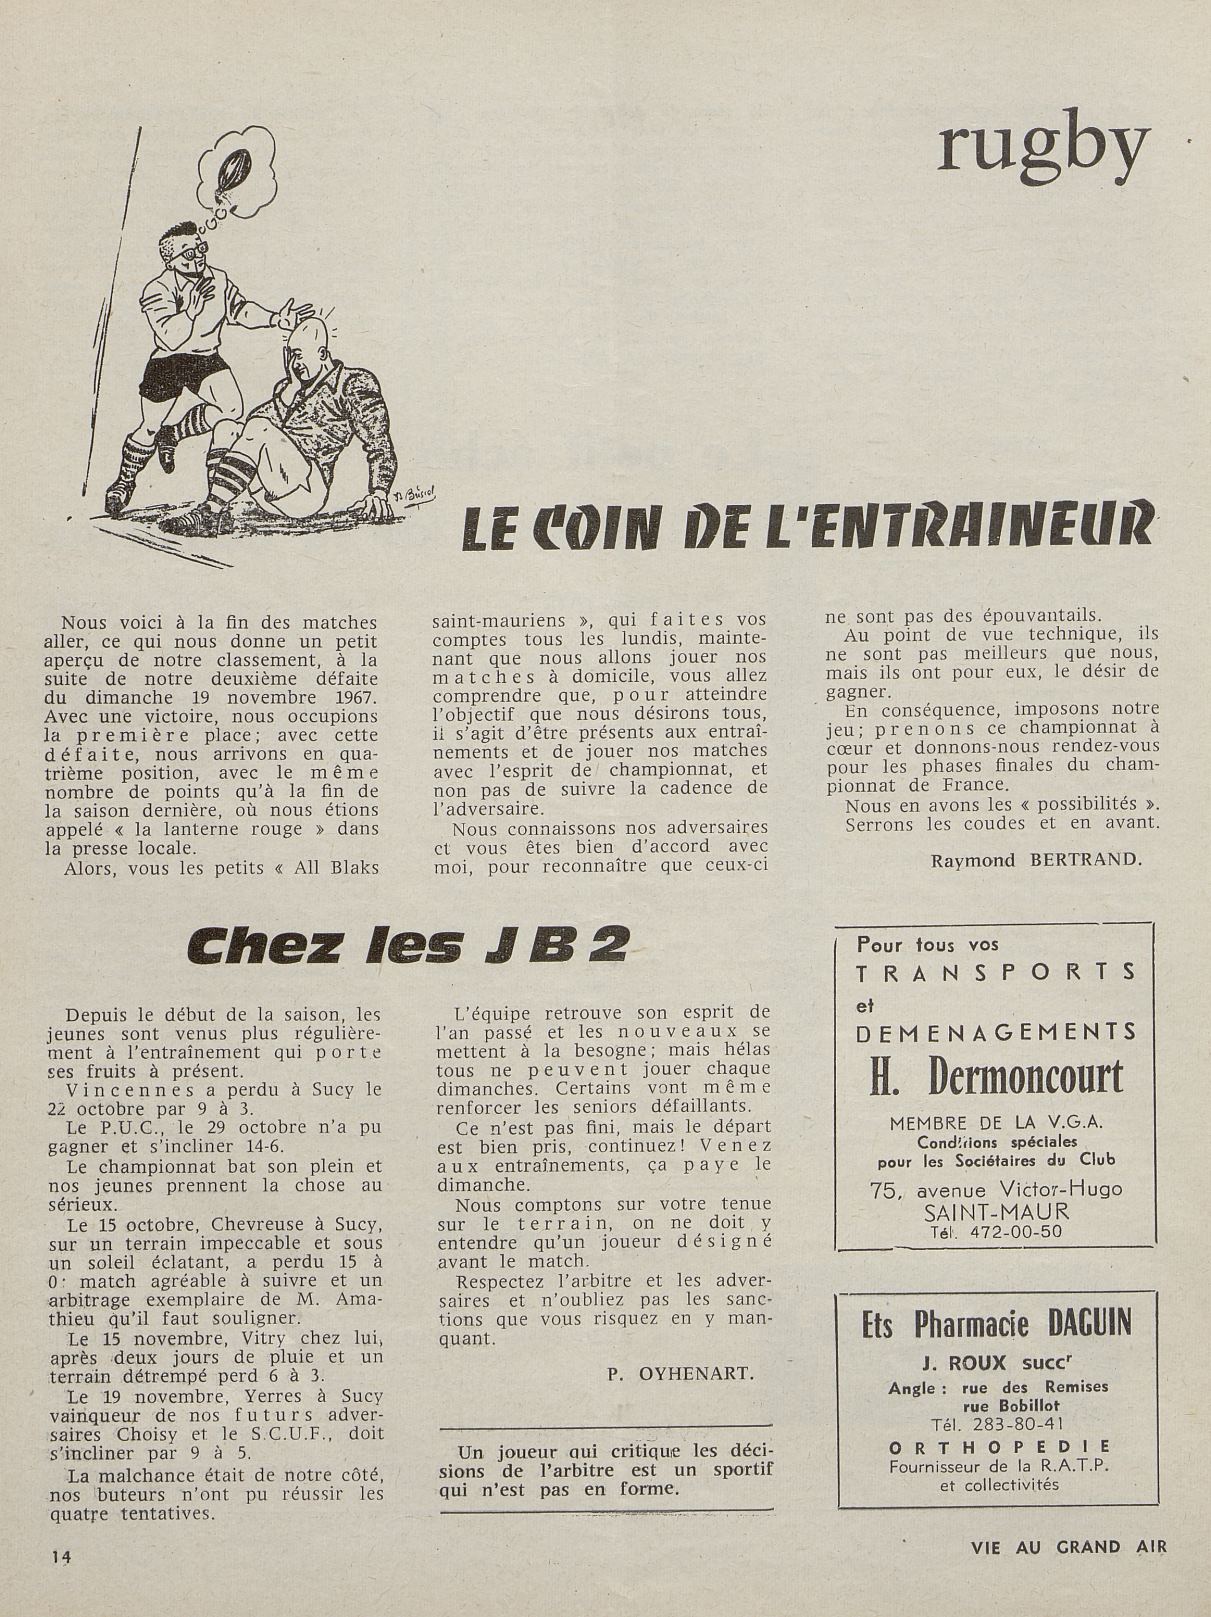 rugby
LE COIN DE L'ENTRAINEUR
Nous voici à la fin des matches
aller, ce qui nous donne un petit
aperçu de notre classement, à la
suite de notre deuxième défaite
du dimanche 19 novembre 1967.
Avec une victoire, nous occupions
la première place; avec cette
défaite, nous arrivons en qua-
trième position, avec le même
nombre de points qu'à la fin de
la saison dernière, où nous étions
appelé « la lanterne rouge » dans
la presse locale.
Alors, vous les petits « All Blaks
saint-mauriens », qui faites vos
comptes tous les lundis, mainte-
nant que nous allons jouer nos
matches à domicile, vous allez
comprendre que, pour atteindre
l'objectif que nous désirons tous,
il s'agit d'être présents aux entraî-
nements et de jouer nos matches
avec l'esprit de championnat, et
non pas de suivre la cadence de
l'adversaire.
Nous connaissons nos adversaires
et vous êtes bien d'accord avec
moi, pour reconnaître que ceux-ci
ne sont pas des épouvantails.
Au point de vue technique, ils
ne sont pas meilleurs que nous,
mais ils ont pour eux, le désir de
gagner.
En conséquence, imposons notre
jeu; prenons ce championnat à
cœur et donnons-nous rendez-vous
pour les phases finales du cham-
pionnat de France.
Nous en avons les « possibilités ».
Serrons les coudes et en avant.
Raymond BERTRAND.
Chez les JB2
Depuis le début de la saison, les
jeunes sont venus plus régulière-
ment à l'entraînement qui porte
ses fruits à présent.
Vincennes a perdu à Sucy le
22 octobre par 9 à 3.
Le P.U.C., le 29 octobre n'a pu
gagner et s'incliner 14-6.
Le championnat bat son plein et
nos jeunes prennent la chose au
sérieux.
Le 15 octobre, Chevreuse à Sucy,
sur un terrain impeccable et sous
un soleil éclatant, a perdu 15 à
0: match agréable à suivre et un
arbitrage exemplaire de M. Ama-
thieu qu'il faut souligner.
Le 15 novembre, Vitry chez lui,
après deux jours de pluie et un
terrain détrempé perd 6 à 3.
Le 19 novembre, Yerres à Sucy
vainqueur de nos futurs adver-
saires Choisy et le S.C.U.F., doit
s'incliner par 9 à 5.
La malchance était de notre côté,
nos buteurs n'ont pu réussir les
quatre tentatives.
L'équipe retrouve son esprit de
l'an passé et les nouveaux se
mettent à la besogne; mais hélas
tous ne peuvent jouer chaque
dimanches. Certains vont même
renforcer les seniors défaillants.
Ce n'est pas fini, mais le départ
est bien pris, continuez! Venez
aux entraînements, ça paye le
dimanche.
Nous comptons sur votre tenue
sur le terrain, on ne doit y
entendre qu'un joueur désigné
avant le match.
Respectez l'arbitre et les adver-
saires et n'oubliez pas les sanc-
tions que vous risquez en y man-
quant.
P. OYHENART.
Un joueur qui critique les déci-
sions de l'arbitre est un sportif
qui n'est pas en forme.
Pour tous vos
TRANSPORTS
et
DEMENAGEMENTS
H. Dermoncourt
MEMBRE DE LA V.G.A.
Conditions spéciales
pour les Sociétaires du Club
75, avenue Victor-Hugo
SAINT-MAUR
Tél. 472-00-50
Ets Pharmacie DAGUIN
J. ROUX succr
Angle : rue des Remises
rue Bobillot
Tél. 283-80-41
ORTHOPEDIE
Fournisseur de la R.A.T.P.
et collectivités
14
VIE AU GRAND AIR